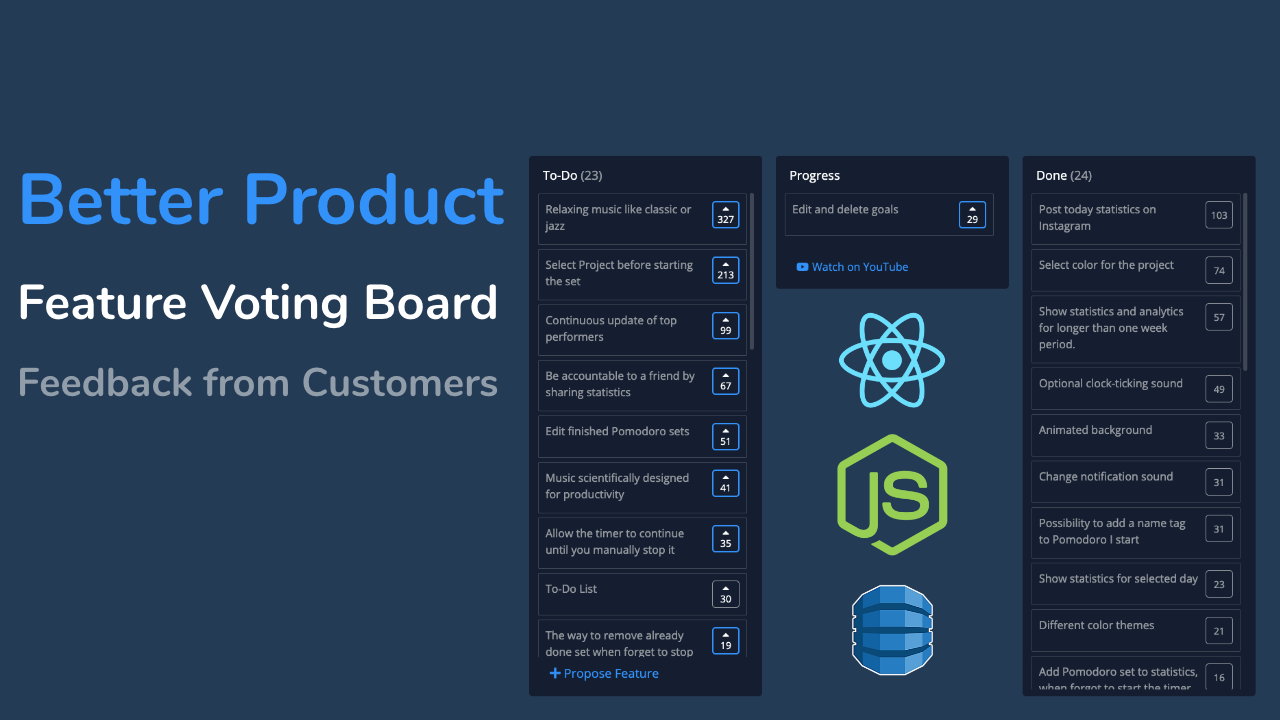 Better Product
Feature Voting Board
Feedback from Customers
To-Do (23)
Relaxing music like classic or
jazz
327
Select Project before starting
the set
213
Continuous update of top
performers
99
Be accountable to a friend by
sharing statistics
67
Edit finished Pomodoro sets
51
Music scientifically designed
for productivity
41
Allow the timer to continue
until you manually stop it
35
To-Do List
30
The way to remove already
done set when forget to stop
19
Propose Feature
Progress
Edit and delete goals
29
Watch on YouTube
JS
Done (24)
Post today statistics on
Instagram
103
Select color for the project
74
Show statistics and analytics
for longer than one week
period.
57
Optional clock-ticking sound
49
Animated background
33
Change notification sound
31
Possibility to add a name tag
to Pomodoro I start
31
Show statistics for selected day
23
Different color themes
21
Add Pomodoro set to statistics,
when forgot to start the timer
16